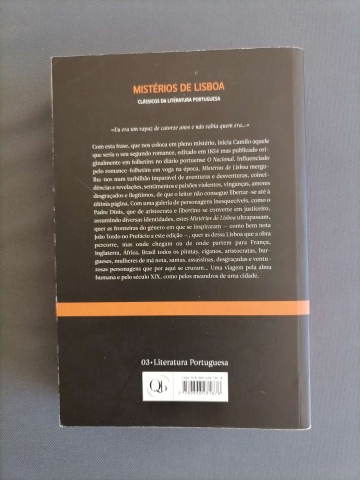 MISTÉRIOS DE LISBOA
CLÁSSICOS DA LITERATURA PORTUGUESA
«Eu era um rapaz de catorze anos e não sabia quem era...»
Com esta frase, que nos coloca em pleno mistério, inicia Camilo aquele
que seria o seu segundo romance, editado em 1854 mas publicado ori-
ginalmente em folhetim no diário portuense O Nacional. Influenciado
pelo romance-folhetim em voga na época, Mistérios de Lisboa mergu-
lha-nos num turbilhão imparável de aventuras e desventuras, coinci-
dências e revelações, sentimentos e paixões violentos, vinganças, amores
desgraçados e ilegítimos, de que o leitor não consegue libertar-se até à
última página. Com uma galeria de personagens inesquecíveis, como o
Padre Dinis, que de aristocrata e libertino se converte em justiceiro,
assumindo diversas identidades, estes Mistérios de Lisboa ultrapassam,
quer os fronteiros do género em que se inspiraram — como bem nota
João Tordo no Prefácio a este edição —, quer as dessa Lisboa que a obra
percorre, mas onde chegam ou de onde partem para França,
Inglaterra, África, Brasil todos os piratas, ciganos, aristocratas, bur-
gueses, mulheres de má nota, santas, assassinas, desgraçadas e ventu-
rosas personagens que por aqui se cruzam... Uma viagem pela alma
humana e pelo século XIX, como pelos meandros de uma cidade.
03 • Literatura Portuguesa
QB